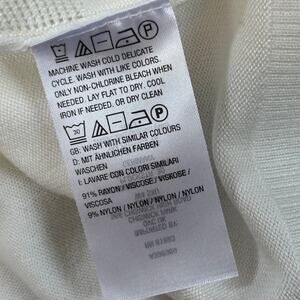 P
MACHINE WASH COLD DELICATE
CYCLE. WASH WITH LIKE COLORS.
ONLY NON-CHLORINE BLEACH WHEN
NEEDED. LAY FLAT TO DRY. COOL
IRON IF NEEDED. OR DRY CLEAN
30
P
GB: WASH WITH SIMILAR COLOURS
D: MIT ÄHNLICHEN FARBEN
WASCHEN
I: LAVARE CON COLORI SIMILARI
91% RAYON / VISCOSE / VISKOSE /
VISCOSA
9% NYLON / NYLON / NYLON / NYLON